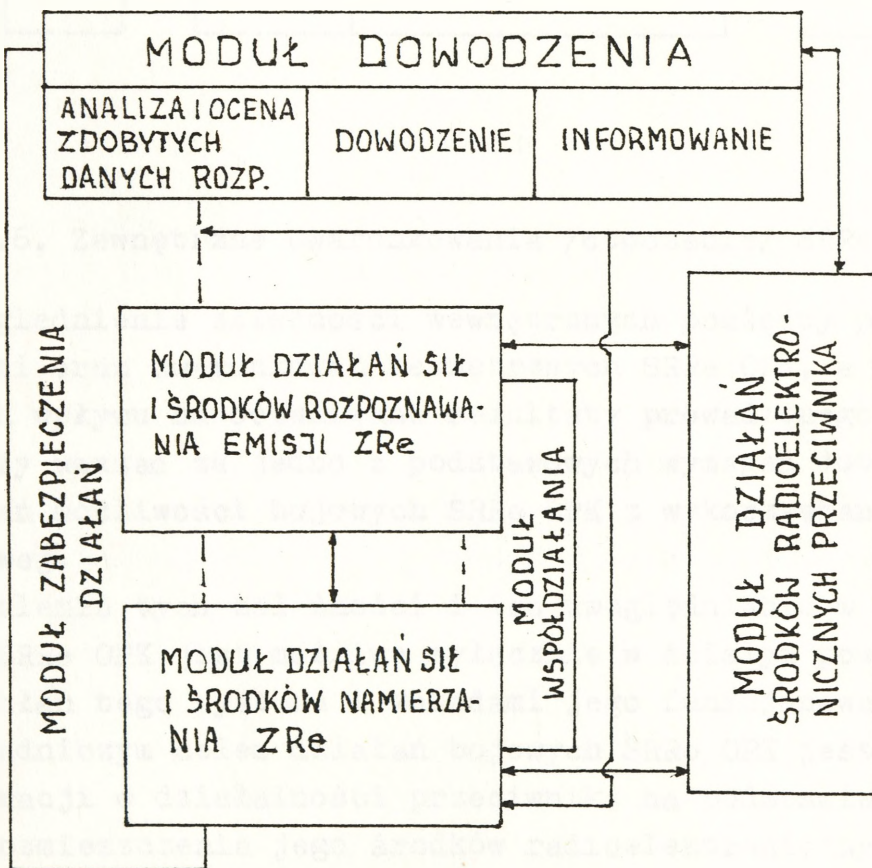 MODUŁ DOWODZENIA
ANALIZA I OCENA
ZDOBYTYCH
DANYCH ROZP.
DOWODZENIE
INFORMOWANIE
MODUŁ ZABEZPIECZENIA
DZIAŁAŃ
MODUŁ DZIAŁAŃ SIŁ
I ŚRODKÓW ROZPOZNAWA-
NIA EMISJI ZRe
MODUŁ
WSPÓŁDZIAŁANIA
MODUŁ DZIAŁAŃ SIŁ
I ŚRODKÓW NAMIERZA-
NIA ZRe
MODUŁ DZIAŁAŃ
ŚRODKÓW RADIOELEKTRO-
NICZNYCH PRZECIWNIKA